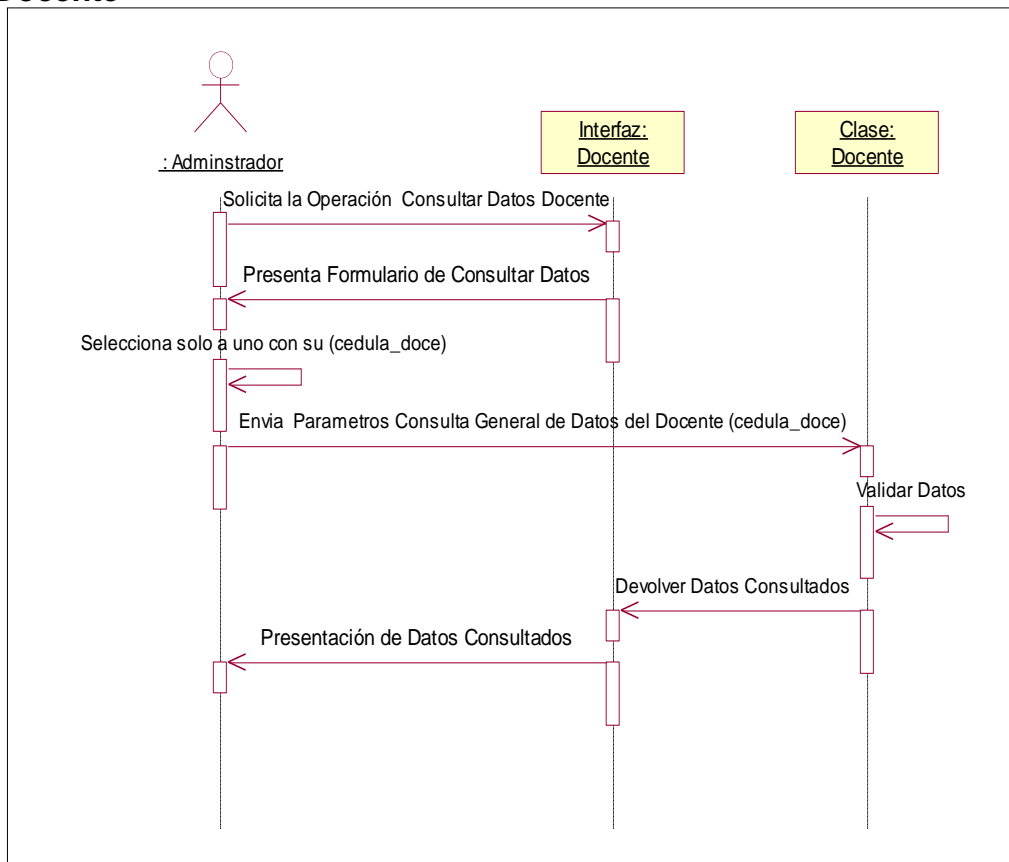 Docente
: Adminstrador
Interfaz:
Docente
Clase:
Docente
Solicita la Operación Consultar Datos Docente
Presenta Formulario de Consultar Datos
Selecciona solo a uno con su (cedula_doce)
Envia Parametros Consulta General de Datos del Docente (cedula_doce)
Validar Datos
Devolver Datos Consultados
Presentación de Datos Consultados